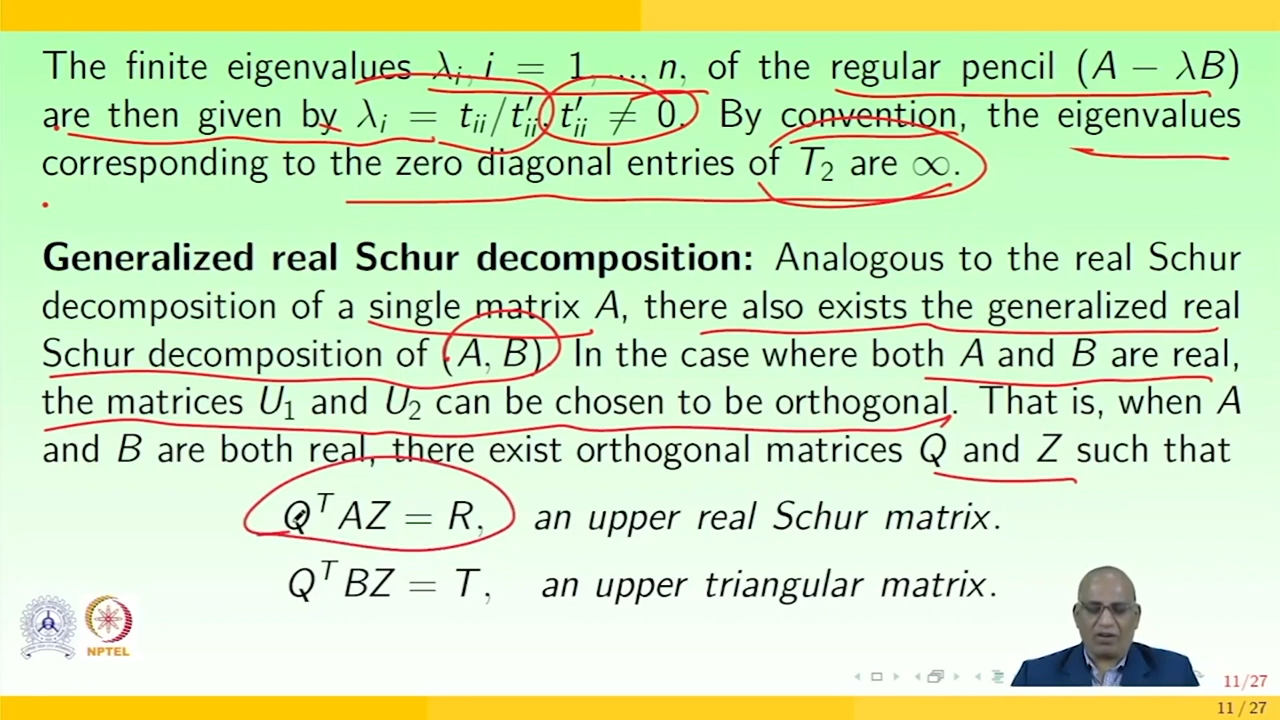 The finite eigenvalues λᵢ, i = 1, ..., n, of the regular pencil (A − λB)
are then given by λᵢ = tᵢᵢ/t′ᵢᵢ, t′ᵢᵢ ≠ 0. By convention, the eigenvalues
corresponding to the zero diagonal entries of T₂ are ∞.
Generalized real Schur decomposition: Analogous to the real Schur
decomposition of a single matrix A, there also exists the generalized real
Schur decomposition of (A, B) In the case where both A and B are real,
the matrices U₁ and U₂ can be chosen to be orthogonal. That is, when A
and B are both real, there exist orthogonal matrices Q and Z such that
QᵀAZ = R, an upper real Schur matrix.
QᵀBZ = T, an upper triangular matrix.
NPTEL
11/27
11 / 27